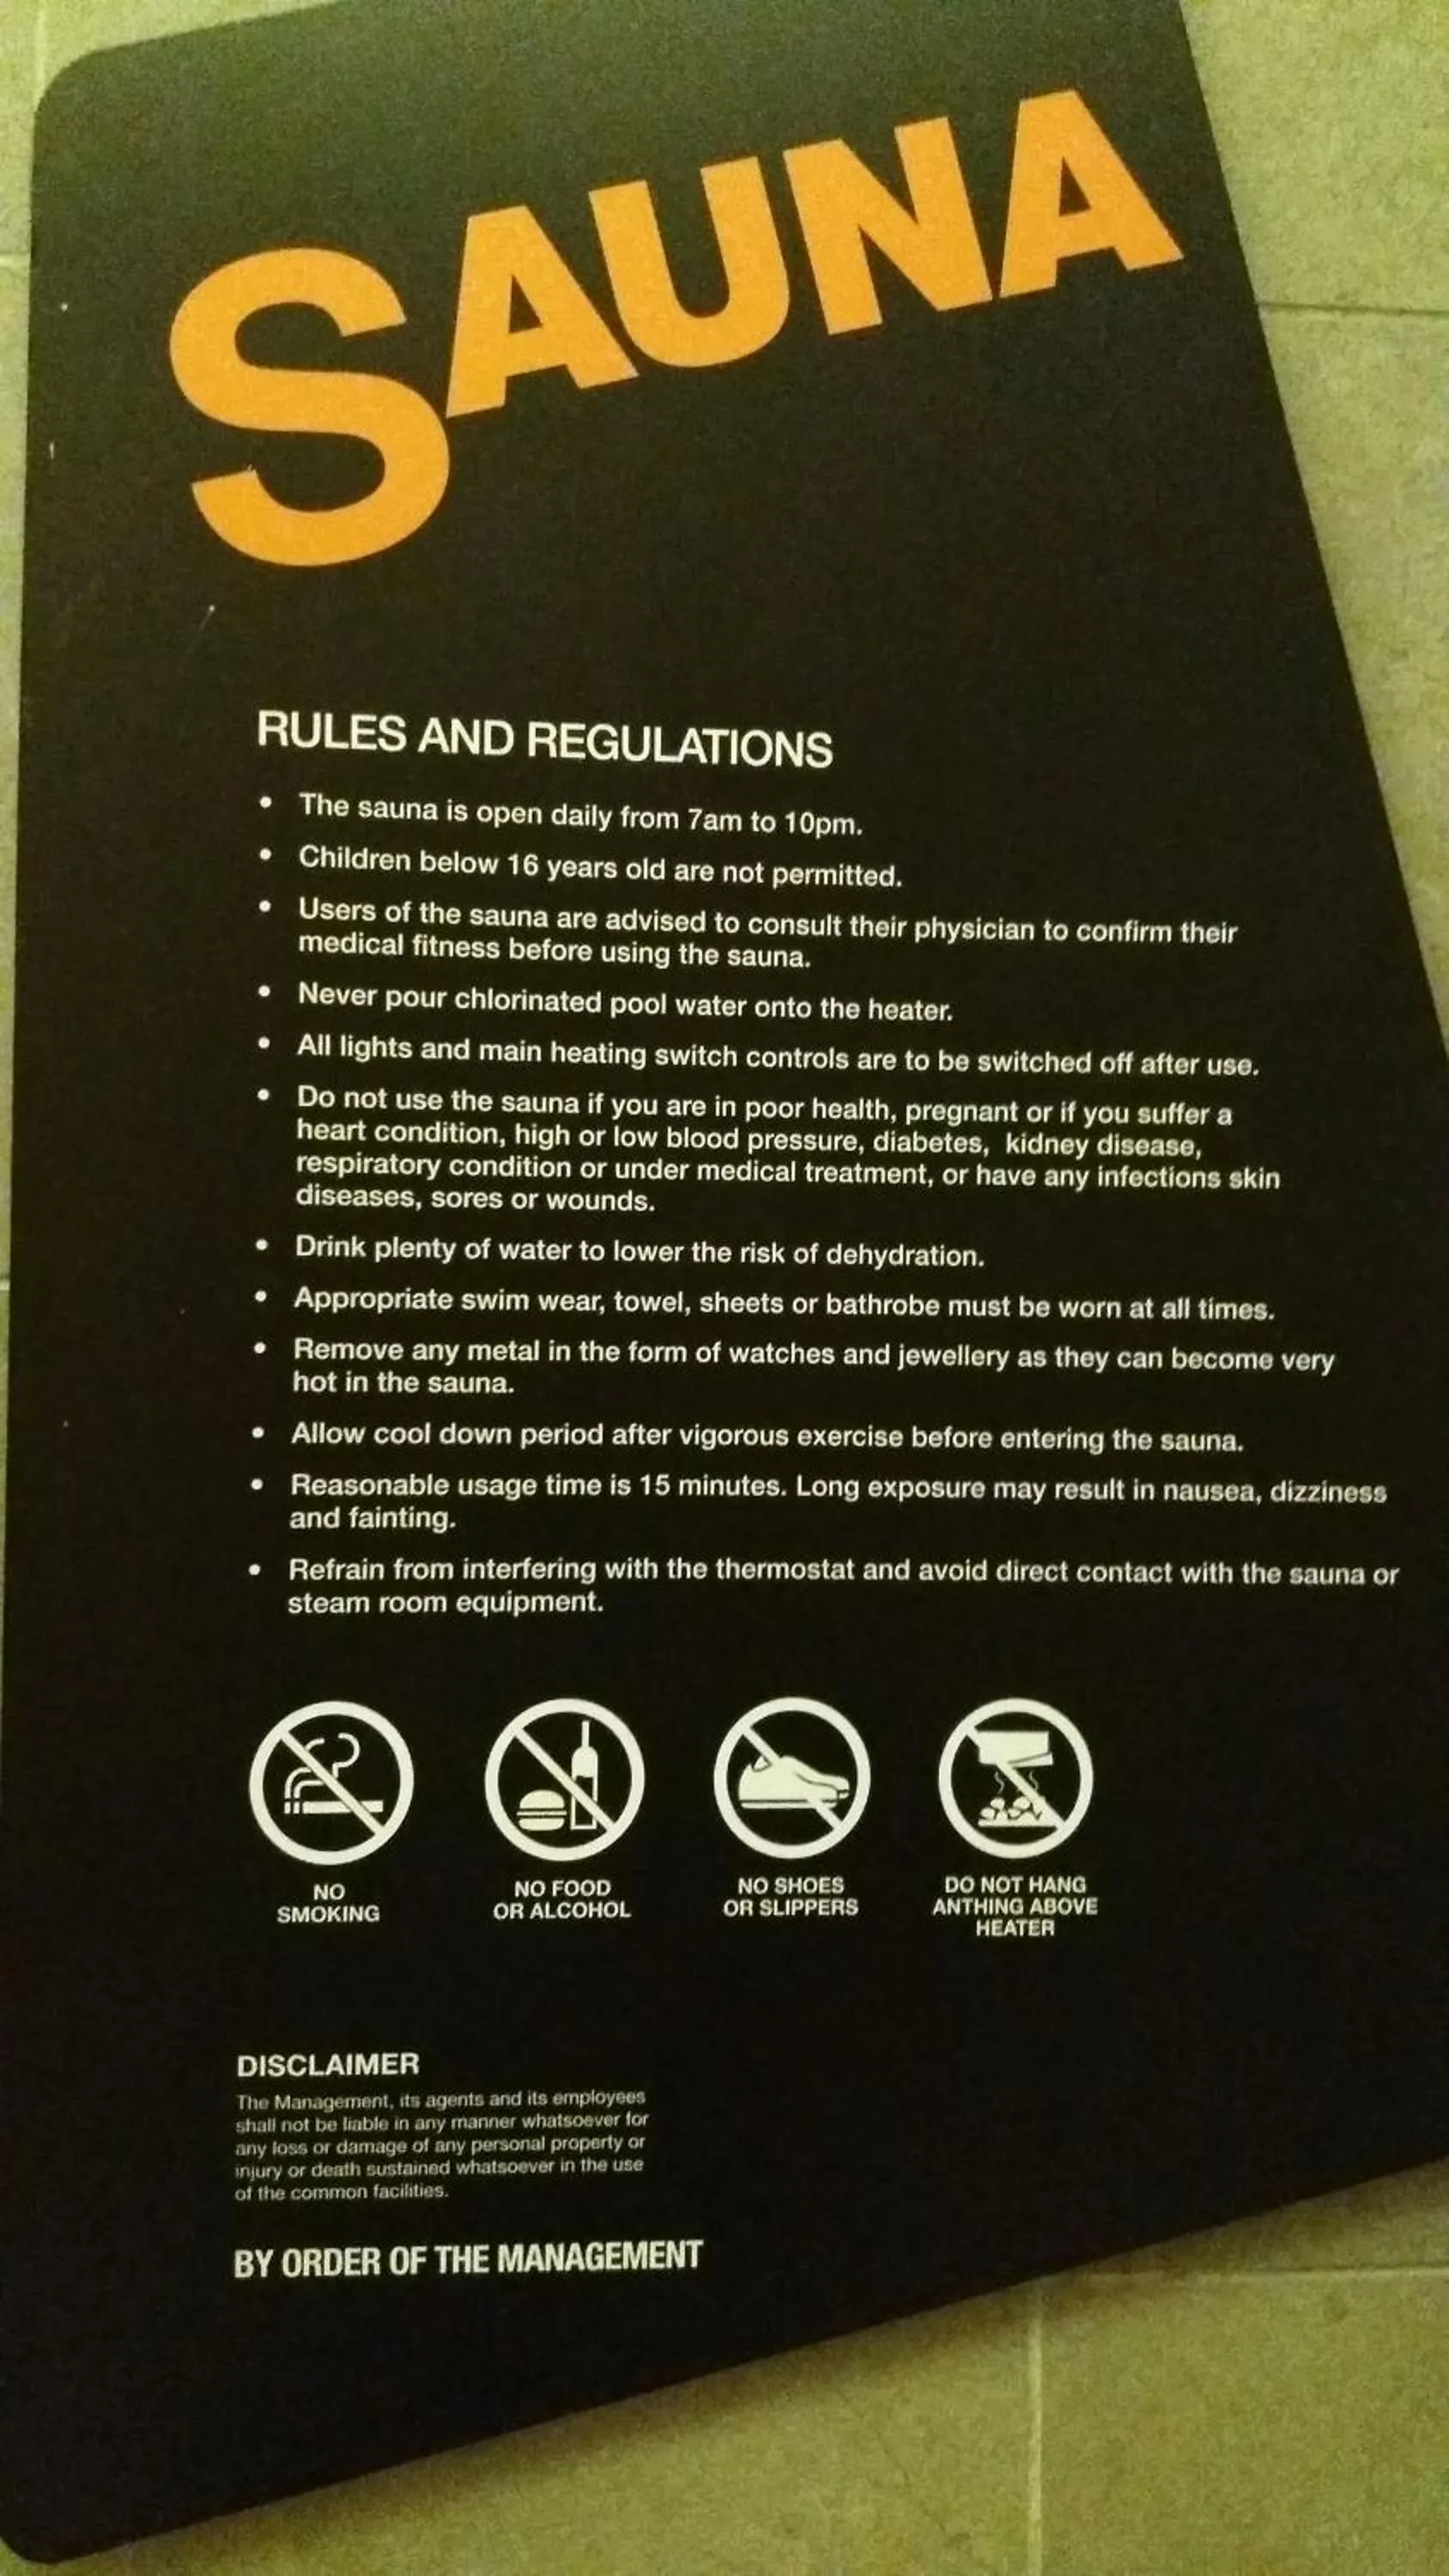 SAUNA
RULES AND REGULATIONS
• The sauna is open daily from 7am to 10pm.
• Children below 16 years old are not permitted.
• Users of the sauna are advised to consult their physician to confirm their
medical fitness before using the sauna.
• Never pour chlorinated pool water onto the heater.
• All lights and main heating switch controls are to be switched off after use.
• Do not use the sauna if you are in poor health, pregnant or if you suffer a
heart condition, high or low blood pressure, diabetes, kidney disease,
respiratory condition or under medical treatment, or have any infections skin
diseases, sores or wounds.
• Drink plenty of water to lower the risk of dehydration.
• Appropriate swim wear, towel, sheets or bathrobe must be worn at all times.
• Remove any metal in the form of watches and jewellery as they can become very
hot in the sauna.
• Allow cool down period after vigorous exercise before entering the sauna.
• Reasonable usage time is 15 minutes. Long exposure may result in nausea, dizziness
and fainting.
• Refrain from interfering with the thermostat and avoid direct contact with the sauna or
steam room equipment.
NO
SMOKING
NO FOOD
OR ALCOHOL
NO SHOES
OR SLIPPERS
DO NOT HANG
ANTHING ABOVE
HEATER
DISCLAIMER
The Management, its agents and its employees
shall not be liable in any manner whatsoever for
any loss or damage of any personal property or
injury or death sustained whatsoever in the use
of the common facilities.
BY ORDER OF THE MANAGEMENT